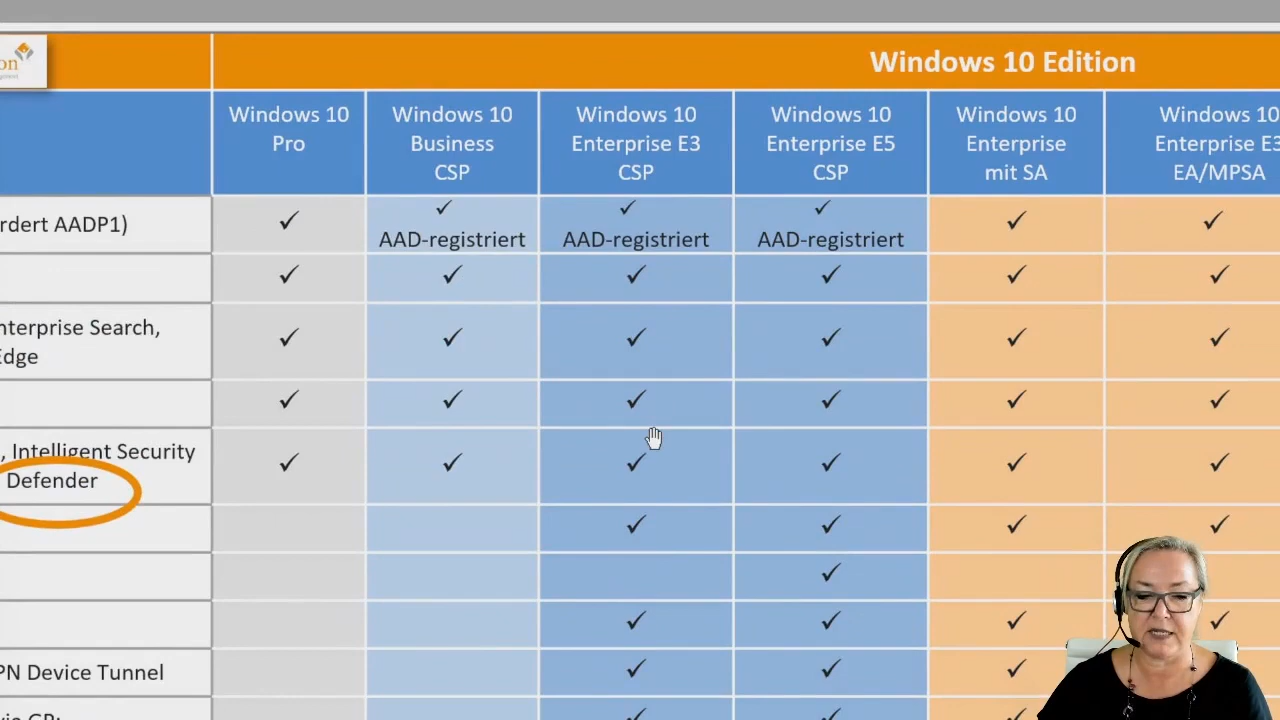 on
Windows 10 Edition
Windows 10
Pro
Windows 10
Business
CSP
Windows 10
Enterprise E3
CSP
Windows 10
Enterprise E5
CSP
Windows 10
Enterprise
mit SA
Windows 10
Enterprise E3
EA/MPSA
rdert AADP1)
AAD-registriert
AAD-registriert
AAD-registriert
nterprise Search,
Edge
, Intelligent Security
Defender
PN Device Tunnel